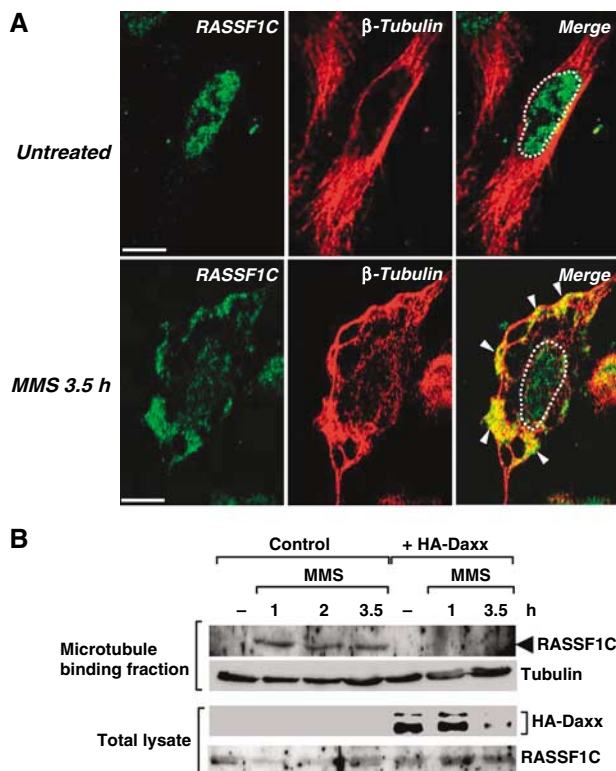 A
RASSF1C β-Tubulin Merge
Untreated
RASSF1C β-Tubulin Merge
MMS 3.5 h
B
Control + HA-Daxx
MMS MMS
– 1 2 3.5 – 1 3.5 h
Microtubule binding fraction
RASSF1C
Tubulin
Total lysate
HA-Daxx
RASSF1C